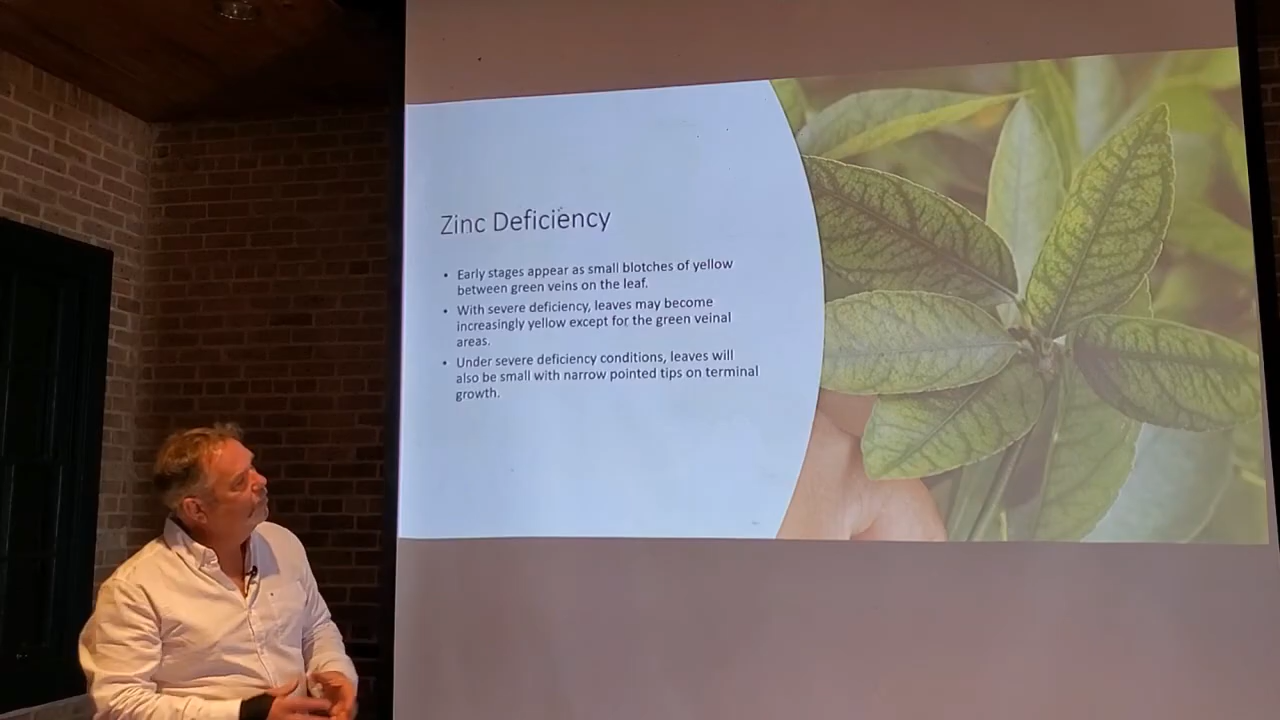 Zinc Deficiency
• Early stages appear as small blotches of yellow
between green veins on the leaf.
• With severe deficiency, leaves may become
increasingly yellow except for the green veinal
areas.
• Under severe deficiency conditions, leaves will
also be small with narrow pointed tips on terminal
growth.